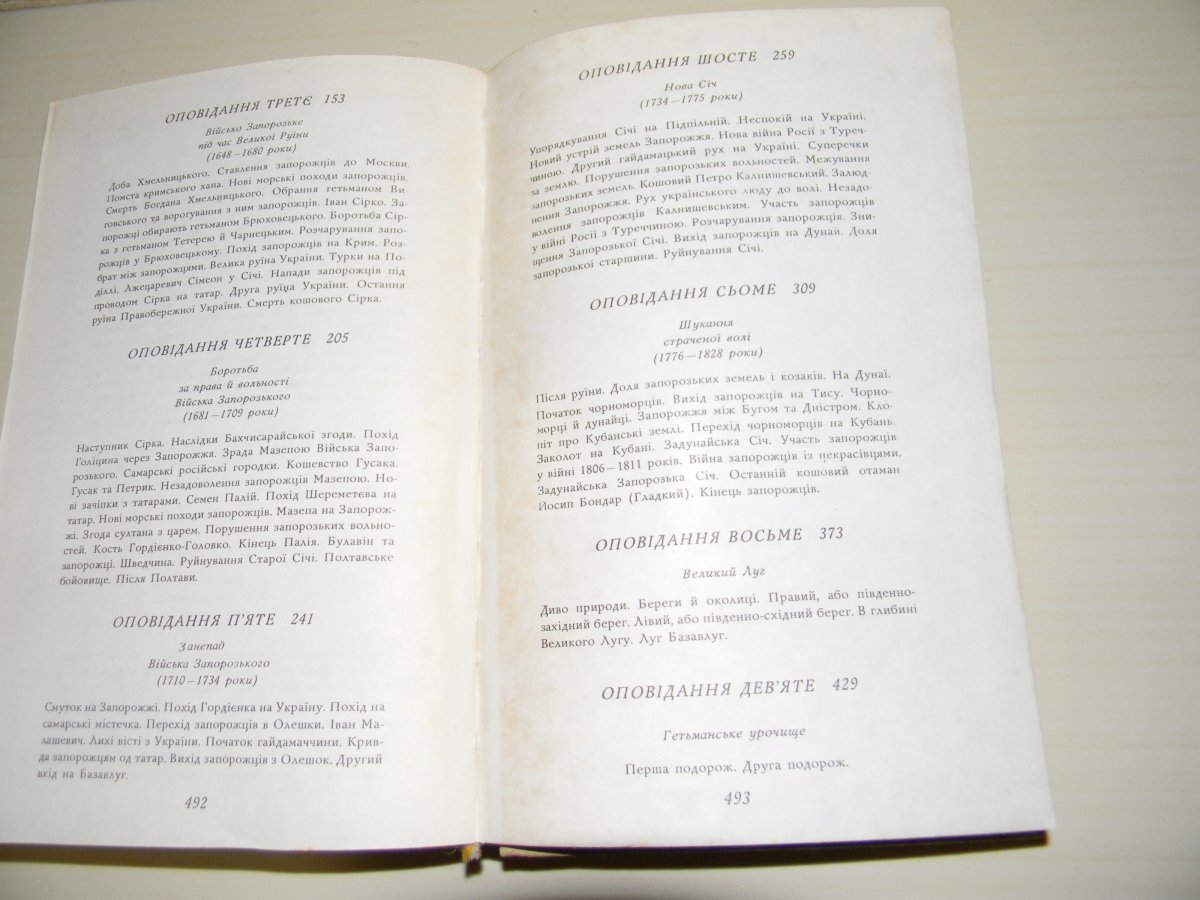 ОПОВІДАННЯ ТРЕТЄ 153
Військо Запорозьке
під час Великої Руїни
(1648—1680 роки)
Доба Хмельницького. Ставлення запорожців до Москви.
Помста кримського хана. Нові морські походи запорожців.
Смерть Богдана Хмельницького. Обрання гетьманом Ви-
говського та ворогування з ним запорожців. Іван Сірко. За-
порожці обирають гетьманом Брюховецького. Боротьба Сір-
ка з гетьманом Тетерею й Чарнецьким. Розчарування запо-
рожців у Брюховецькому. Похід запорожців на Крим. Роз-
брат між запорожцями. Велика руїна України. Турки на По-
діллі. Лжецаревич Сімеон у Січі. Напади запорожців під
проводом Сірка на татар. Друга руїна України. Остання
руїна Правобережної України. Смерть кошового Сірка.
ОПОВІДАННЯ ЧЕТВЕРТЕ 205
Боротьба
за права й вольності
Війська Запорозького
(1681—1709 роки)
Наступник Сірка. Наслідки Бахчисарайської згоди. Похід
Голіцина через Запорожжя. Зрада Мазепою Війська Запо-
розького. Самарські російські городки. Кошевство Гусака.
Гусак та Петрик. Незадоволення запорожців Мазепою. Но-
ві зачіпки з татарами. Семен Палій. Похід Шереметєва на
татар. Нові морські походи запорожців. Мазепа на Запорож-
жі. Згода султана з царем. Порушення запорозьких вольно-
стей. Кость Гордієнко-Головко. Кінець Палія. Булавін та
запорожці. Шведчина. Руйнування Старої Січі. Полтавське
бойовище. Після Полтави.
ОПОВІДАННЯ П'ЯТЕ 241
Занепад
Війська Запорозького
(1710—1734 роки)
Смуток на Запорожжі. Похід Гордієнка на Україну. Похід на
самарські містечка. Перехід запорожців в Олешки. Іван Ма-
лашевич. Лихі вісті з України. Початок гайдамаччини. Крив-
да запорожцям од татар. Вихід запорожців з Олешок. Другий
вхід на Базавлуг.
492
ОПОВІДАННЯ ШОСТЕ 259
Нова Січ
(1734—1775 роки)
Упорядкування Січі на Підпільній. Неспокій на Україні.
Новий устрій земель Запорожжя. Нова війна Росії з Туреч-
чиною. Другий гайдамацький рух на Україні. Суперечки
за землю. Порушення запорозьких вольностей. Межування
запорозьких земель. Кошовий Петро Калнишевський. Залюд-
нення Запорожжя. Рух українського люду до волі. Незадо-
волення запорожців Калнишевським. Участь запорожців
у війні Росії з Туреччиною. Розчарування запорожців. Зни-
щення Запорозької Січі. Вихід запорожців на Дунай. Доля
запорозької старшини. Руйнування Січі.
ОПОВІДАННЯ СЬОМЕ 309
Шукання
страченої волі
(1776—1828 роки)
Після руїни. Доля запорозьких земель і козаків. На Дунаї.
Початок чорноморців. Вихід запорожців на Тису. Чорно-
морці й дунайці. Запорожжя між Бугом та Дністром. Кло-
піт про Кубанські землі. Перехід чорноморців на Кубань.
Заколот на Кубані. Задунайська Січ. Участь запорожців
у війні 1806—1811 років. Війна запорожців із некрасівцями.
Задунайська Запорозька Січ. Останній кошовий отаман
Йосип Бондар (Гладкий). Кінець запорожців.
ОПОВІДАННЯ ВОСЬМЕ 373
Великий Луг
Диво природи. Береги й околиці. Правий, або південно-
західний берег. Лівий, або південно-східний берег. В глибині
Великого Лугу. Луг Базавлуг.
ОПОВІДАННЯ ДЕВ'ЯТЕ 429
Гетьманське урочище
Перша подорож. Друга подорож.
493